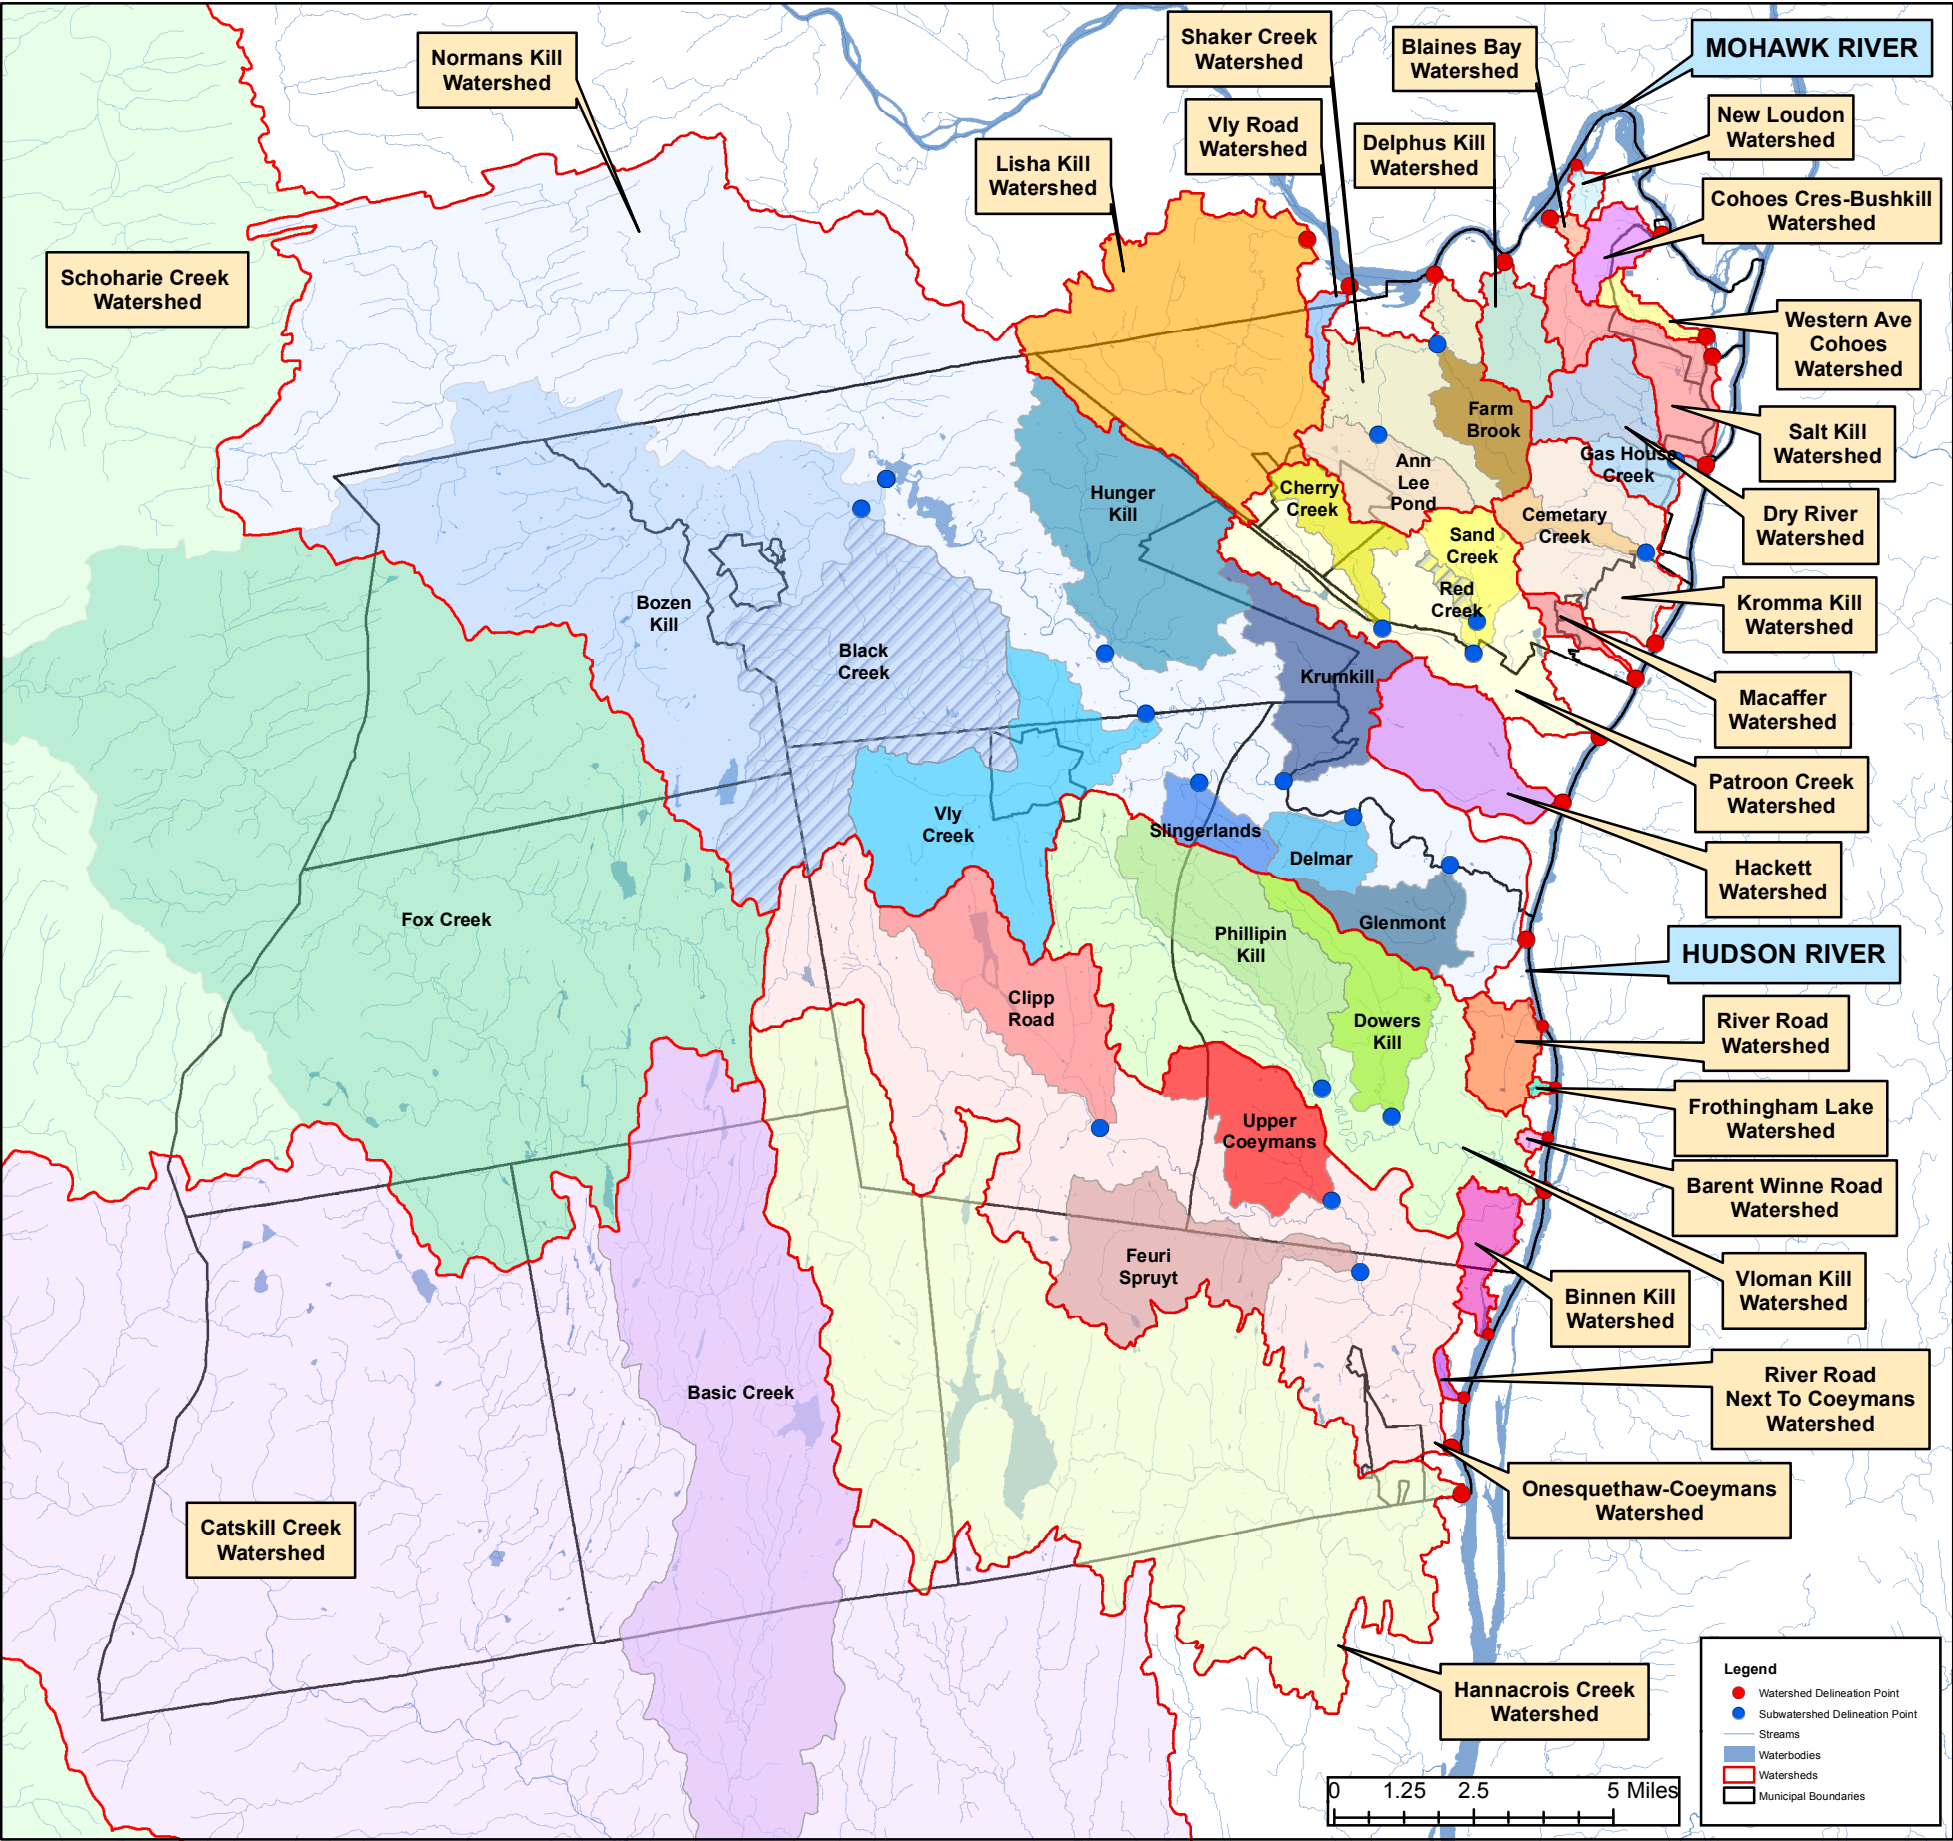 Shaker Creek
Watershed
Blaines Bay
Watershed
MOHAWK RIVER
Normans Kill
Watershed
New Loudon
Watershed
Vly Road
Watershed
Delphus Kill
Watershed
Lisha Kill
Watershed
Cohoes Cres-Bushkill
Watershed
Schoharie Creek
Watershed
Western Ave
Cohoes
Watershed
Farm
Brook
Salt Kill
Watershed
Gas House
Creek
Ann
Lee
Pond
Cherry
Creek
Hunger
Kill
Dry River
Watershed
Cemetary
Creek
Sand
Creek
Red
Creek
Kromma Kill
Watershed
Bozen
Kill
Black
Creek
Krumkill
Macaffer
Watershed
Patroon Creek
Watershed
Vly
Creek
Slingerlands
Delmar
Hackett
Watershed
Fox Creek
Glenmont
Phillipin
Kill
HUDSON RIVER
Clipp
Road
Dowers
Kill
River Road
Watershed
Frothingham Lake
Watershed
Upper
Coeymans
Barent Winne Road
Watershed
Feuri
Spruyt
Vloman Kill
Watershed
Binnen Kill
Watershed
Basic Creek
River Road
Next To Coeymans
Watershed
Onesquethaw-Coeymans
Watershed
Catskill Creek
Watershed
Hannacrois Creek
Watershed
Legend
Watershed Delineation Point
Subwatershed Delineation Point
Streams
Waterbodies
Watersheds
Municipal Boundaries
0 1.25 2.5 5 Miles